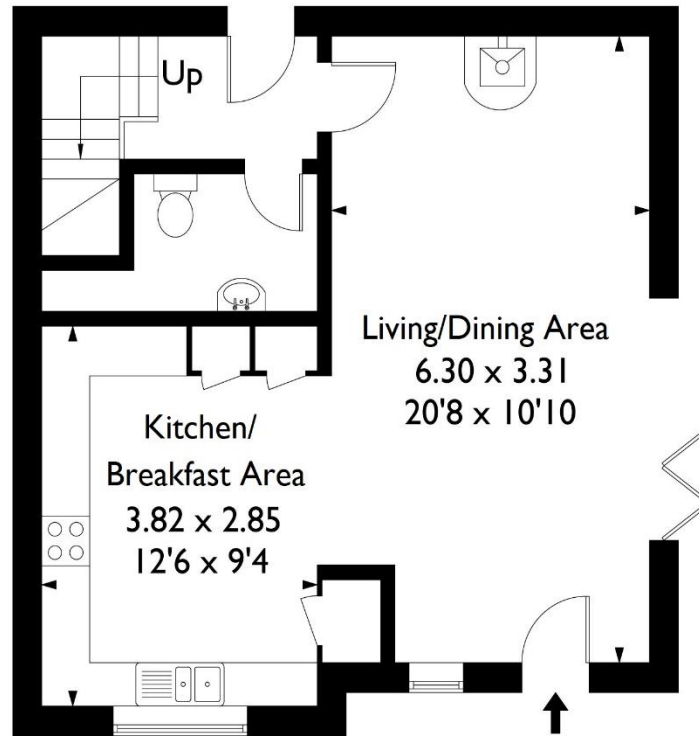 Up
Living/Dining Area
6.30 x 3.31
20'8 x 10'10
Kitchen/
Breakfast Area
3.82 x 2.85
12'6 x 9'4